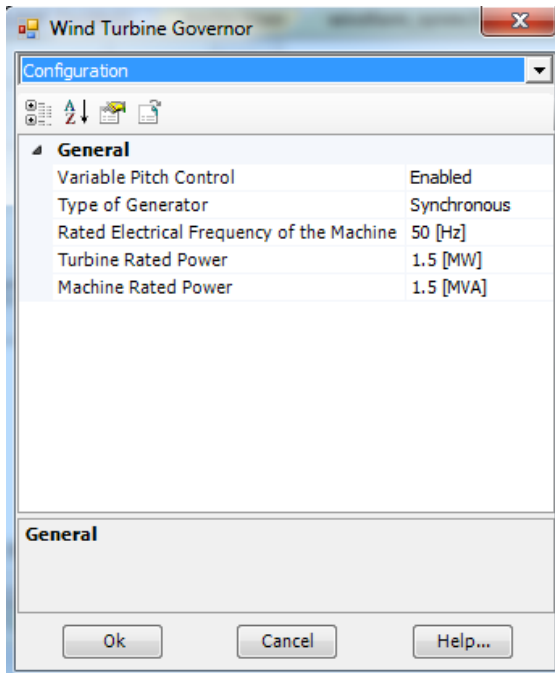 Wind Turbine Governor
Configuration
General
Variable Pitch Control Enabled
Type of Generator Synchronous
Rated Electrical Frequency of the Machine 50 [Hz]
Turbine Rated Power 1.5 [MW]
Machine Rated Power 1.5 [MVA]
General
Ok Cancel Help...